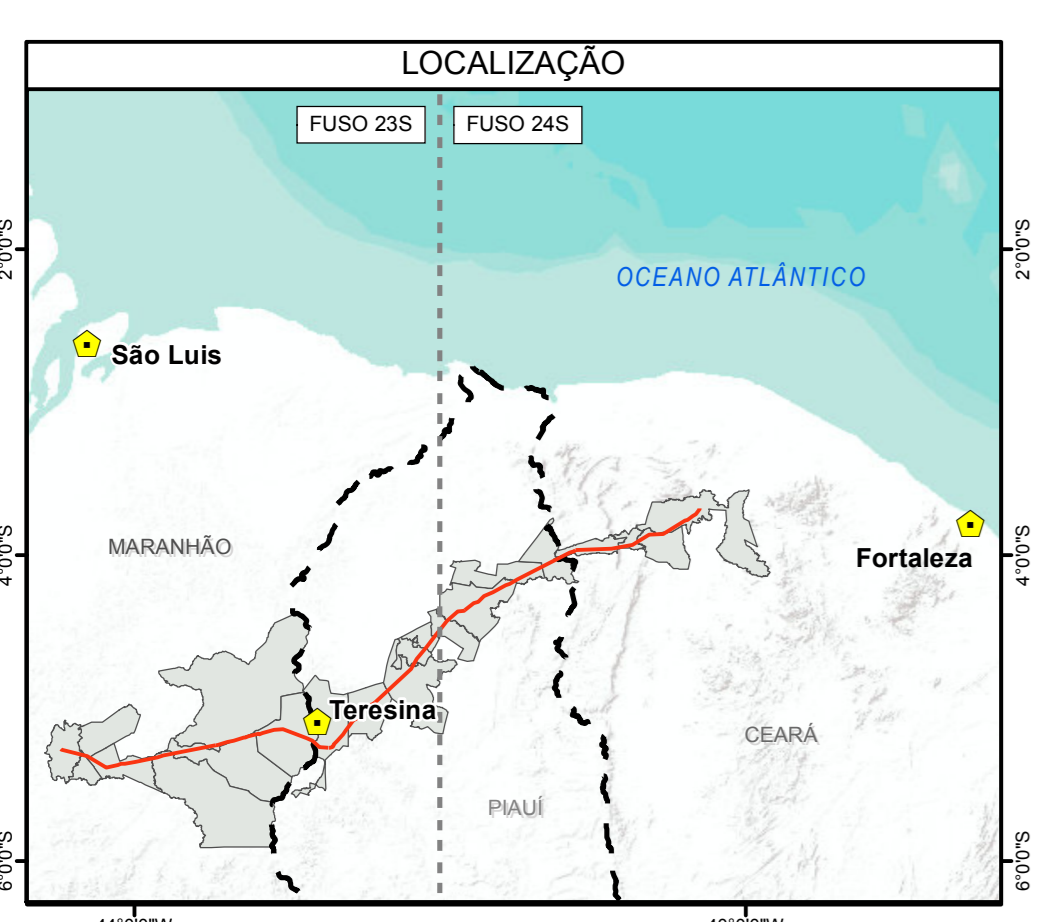 LOCALIZAÇÃO
FUSO 23S
FUSO 24S
2°0'0"S
2°0'0"S
OCEANO ATLÂNTICO
São Luis
MARANHÃO
4°0'0"S
4°0'0"S
Fortaleza
Teresina
CEARÁ
PIAUÍ
6°0'0"S
6°0'0"S